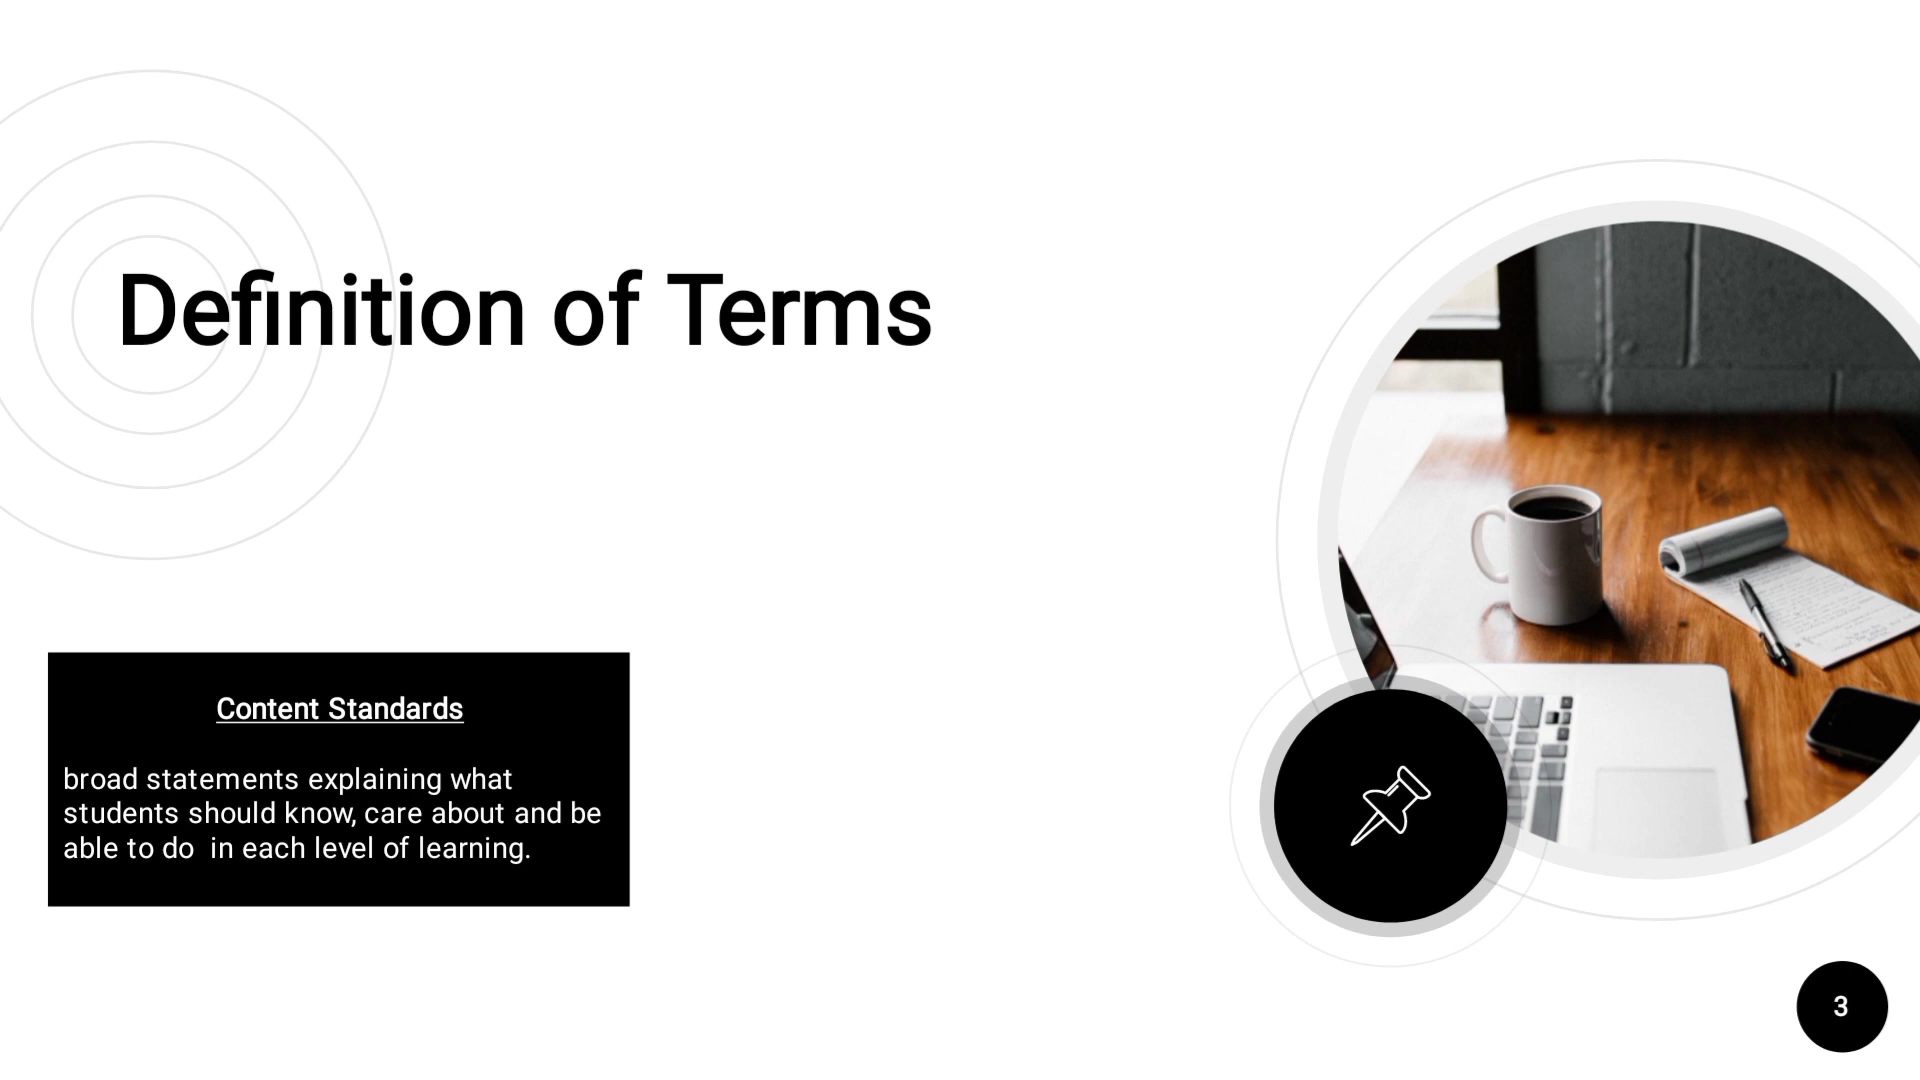 Definition of Terms
Content Standards
broad statements explaining what
students should know, care about and be
able to do  in each level of learning.
3